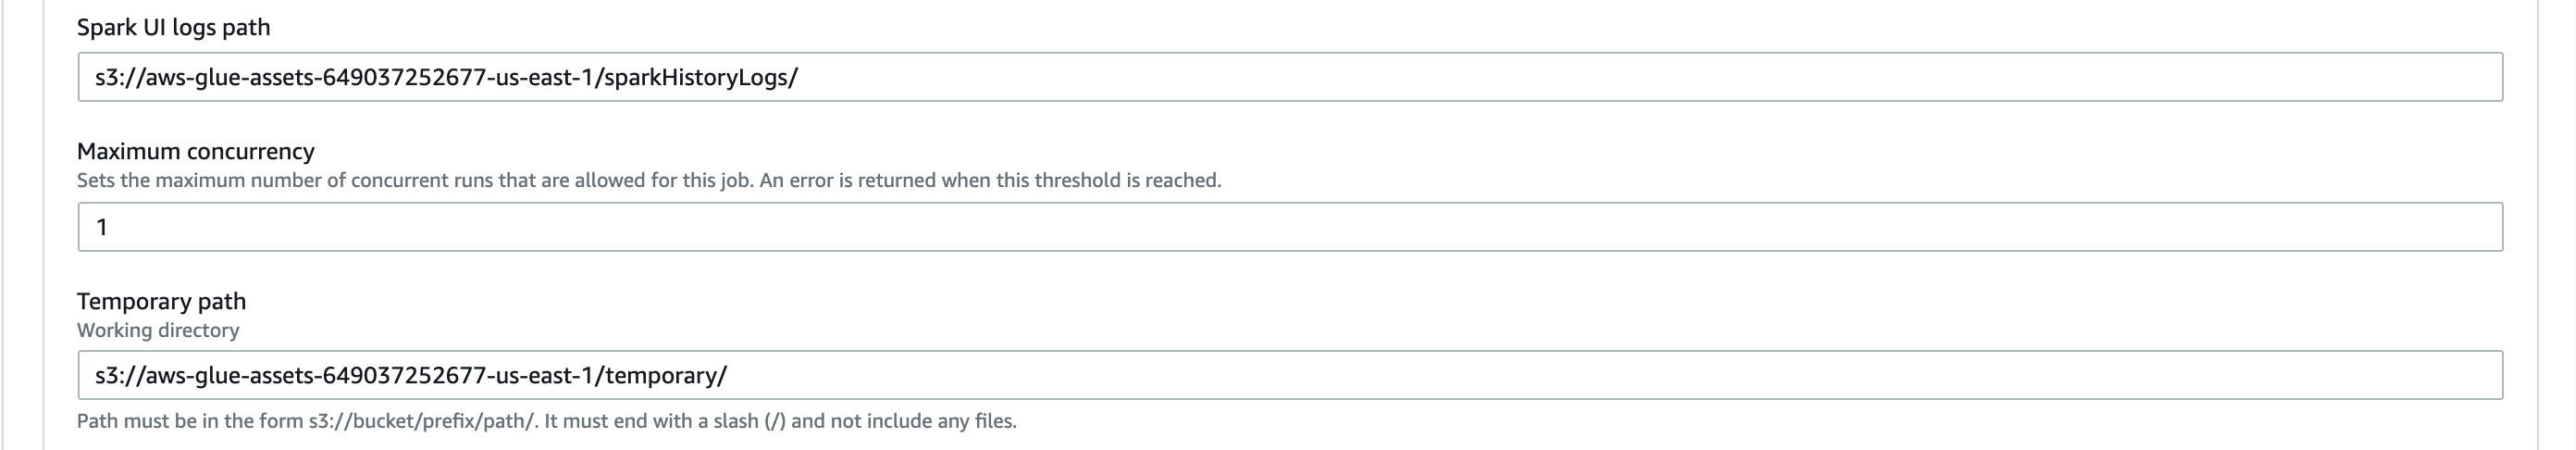 Spark UI logs path
s3://aws-glue-assets-649037252677-us-east-1/sparkHistoryLogs/
Maximum concurrency
Sets the maximum number of concurrent runs that are allowed for this job. An error is returned when this threshold is reached.
1
Temporary path
Working directory
s3://aws-glue-assets-649037252677-us-east-1/temporary/
Path must be in the form s3://bucket/prefix/path/. It must end with a slash (/) and not include any files.